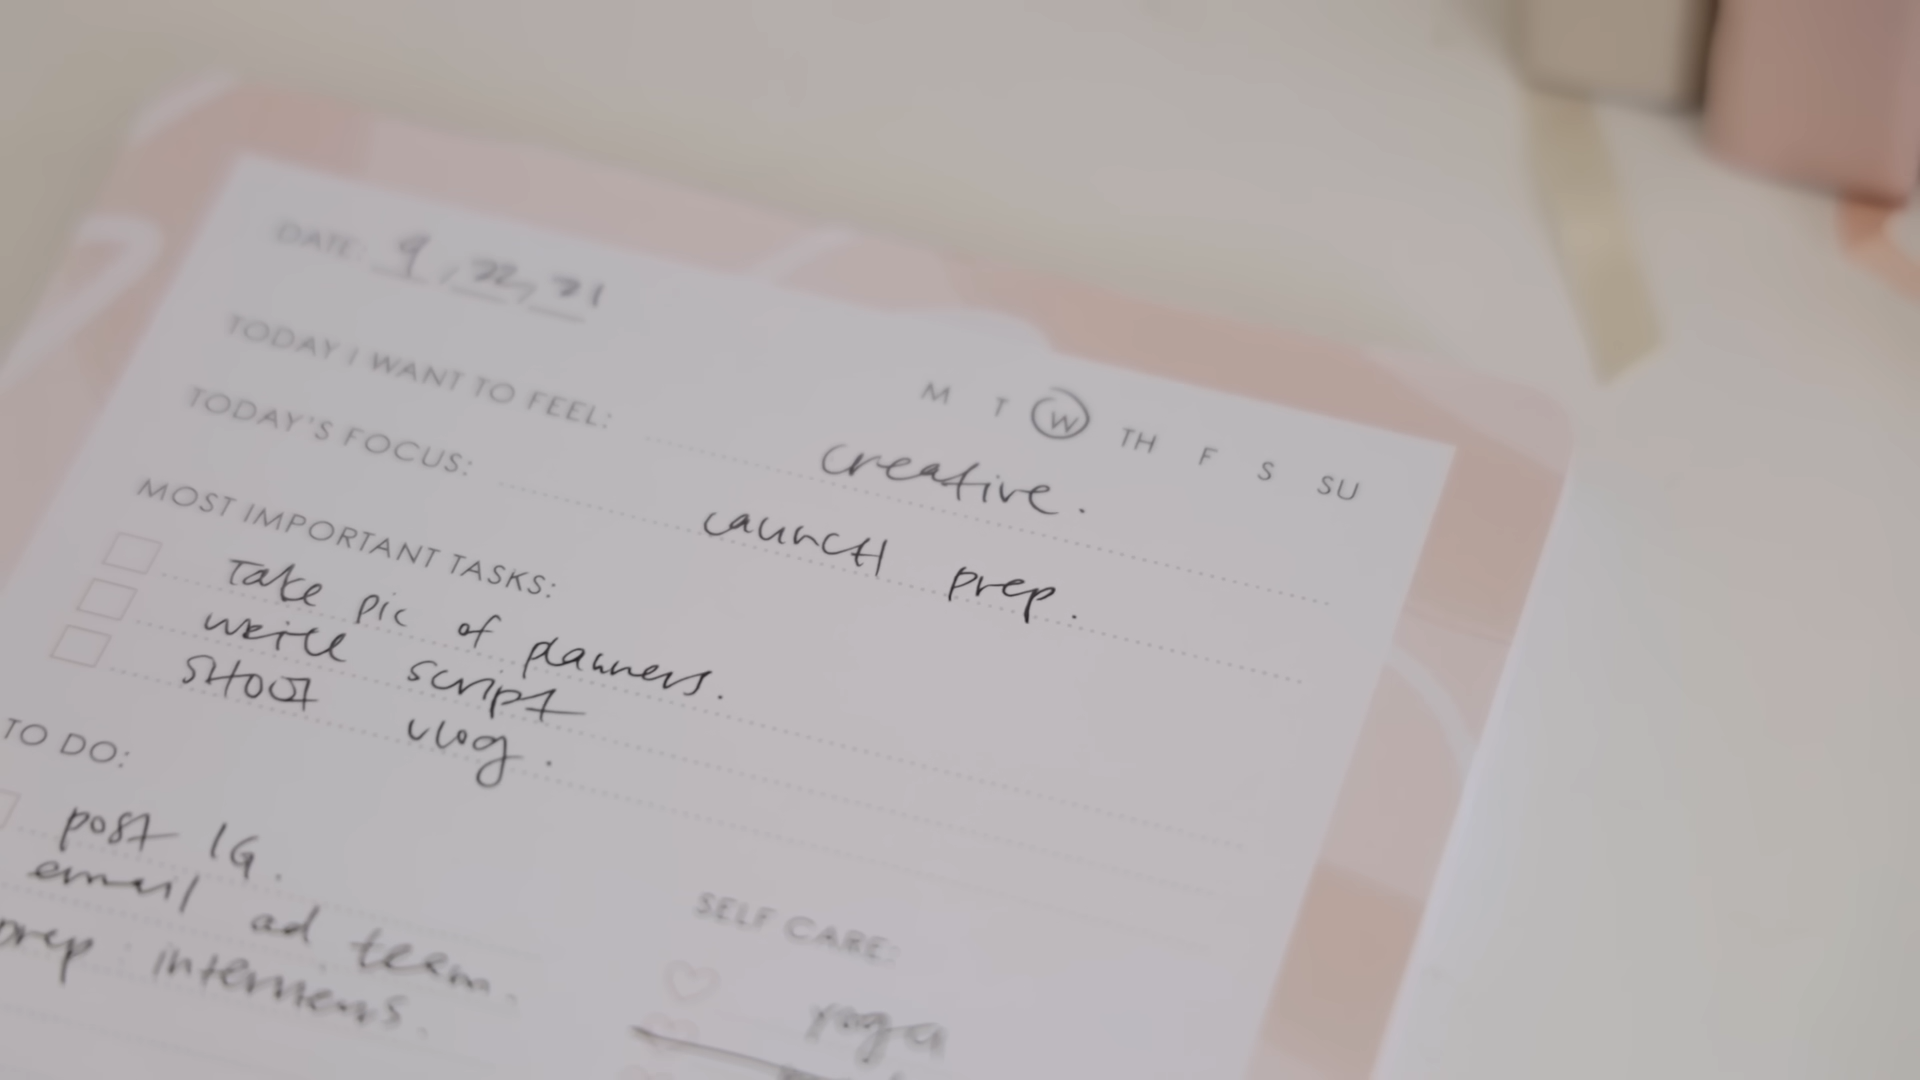 DATE: 9, 22, 21
M T W TH F S SU
TODAY I WANT TO FEEL: creative.
TODAY'S FOCUS: Launch prep.
MOST IMPORTANT TASKS:
Take pic of planners.
write script
SHOOT vlog.
TO DO:
post IG.
email ad team.
prep interviews.
SELF CARE:
yoga